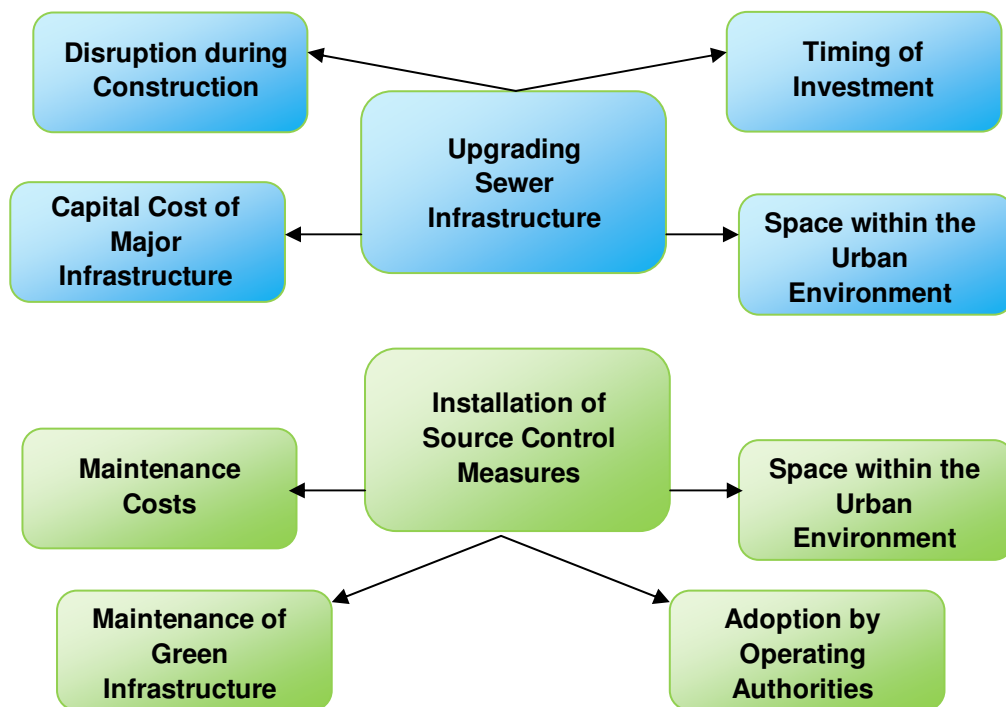 Disruption during
Construction
Timing of
Investment
Upgrading
Sewer
Infrastructure
Capital Cost of
Major
Infrastructure
Space within the
Urban
Environment
Installation of
Source Control
Measures
Maintenance
Costs
Space within the
Urban
Environment
Maintenance of
Green
Infrastructure
Adoption by
Operating
Authorities